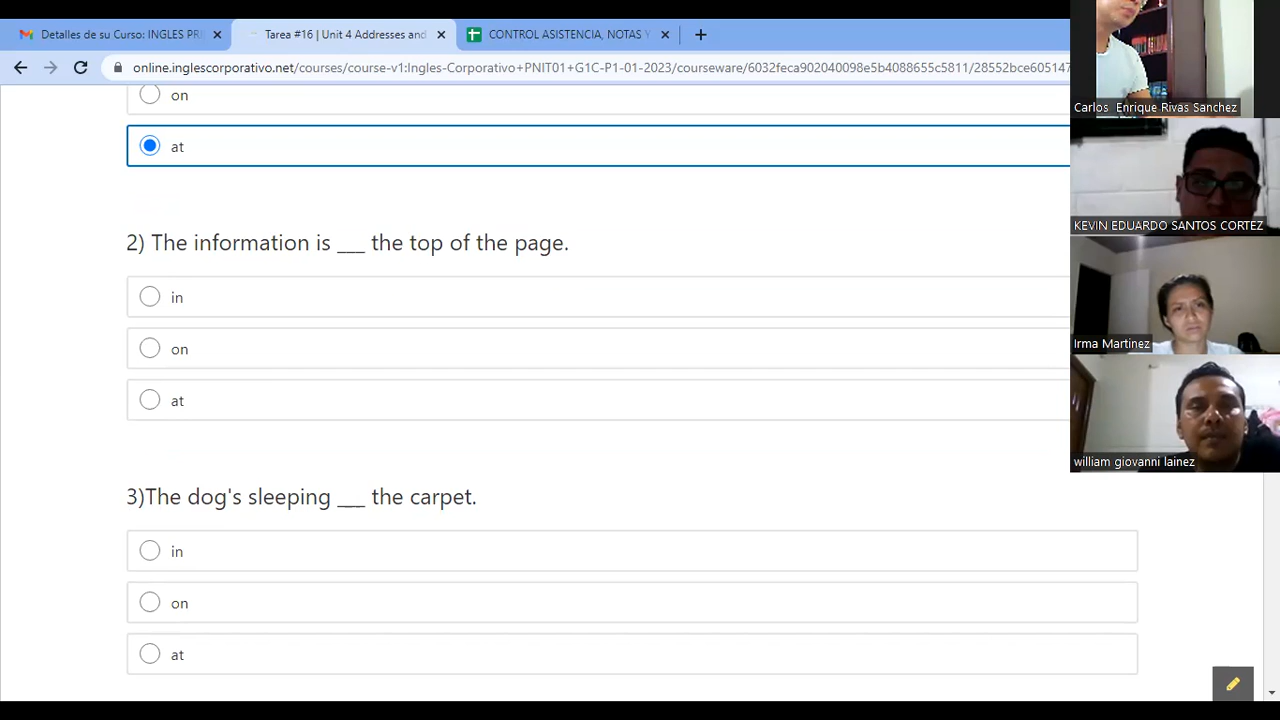 Detalles de su Curso: INGLES PRI
Tarea #16 | Unit 4 Addresses and
CONTROL ASISTENCIA, NOTAS Y
online.inglescorporativo.net/courses/course-v1:Ingles-Corporativo+PNIT01+G1C-P1-01-2023/courseware/6032feca902040098e5b4088655c5811/28552bce605147
Carlos Enrique Rivas Sanchez
on
at
KEVIN EDUARDO SANTOS CORTEZ
2) The information is ___ the top of the page.
in
on
Irma Martinez
at
william giovanni lainez
3)The dog's sleeping ___ the carpet.
in
on
at